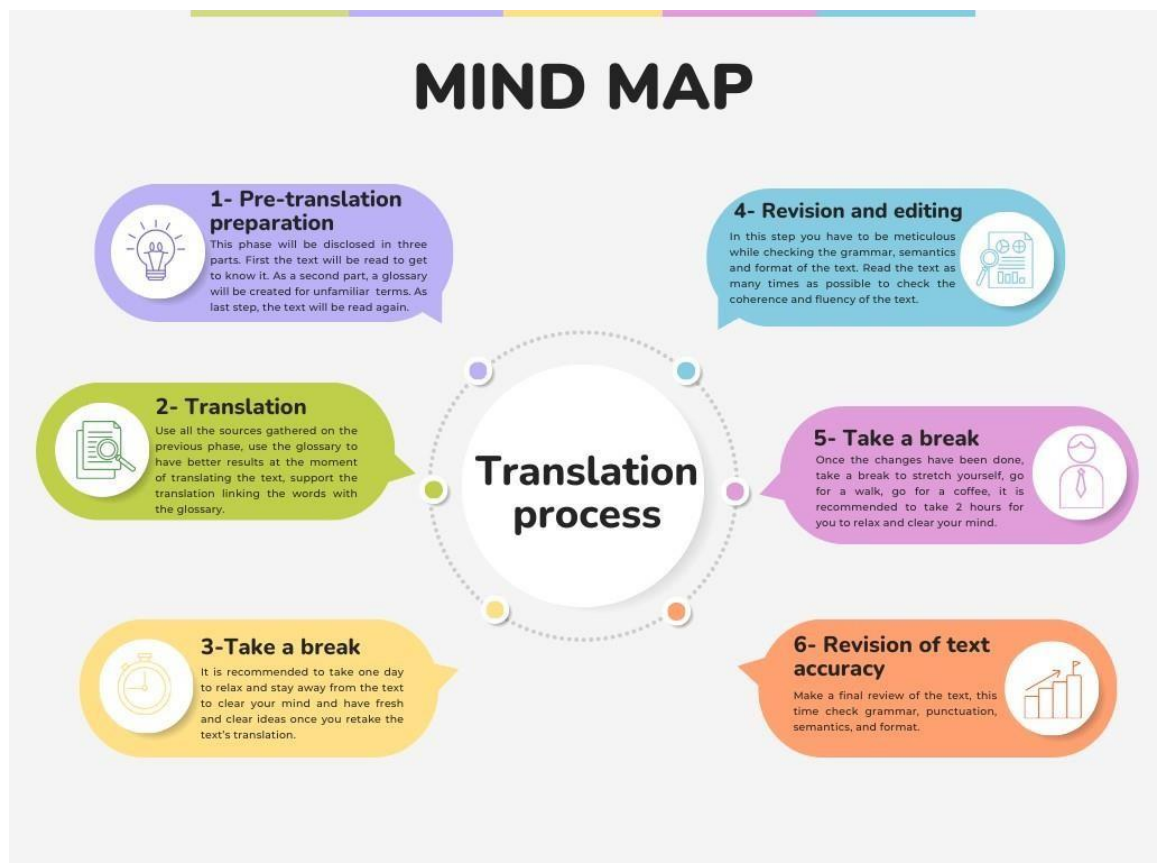 MIND MAP
1- Pre-translation
preparation
This phase will be disclosed in three
parts. First the text will be read to get
to know it. As a second part, a glossary
will be created for unfamiliar terms. As
last step, the text will be read again.
2- Translation
Use all the sources gathered on the
previous phase, use the glossary to
have better results at the moment
of translating the text, support the
translation linking the words with
the glossary.
3-Take a break
It is recommended to take one day
to relax and stay away from the text
to clear your mind and have fresh
and clear ideas once you retake the
text's translation.
Translation
process
4- Revision and editing
In this step you have to be meticulous
while checking the grammar, semantics
and format of the text. Read the text as
many times as possible to check the
coherence and fluency of the text.
5- Take a break
Once the changes have been done,
take a break to stretch yourself, go
for a walk, go for a coffee, it is
recommended to take 2 hours for
you to relax and clear your mind.
6- Revision of text
accuracy
Make a final review of the text, this
time check grammar, punctuation,
semantics, and format.